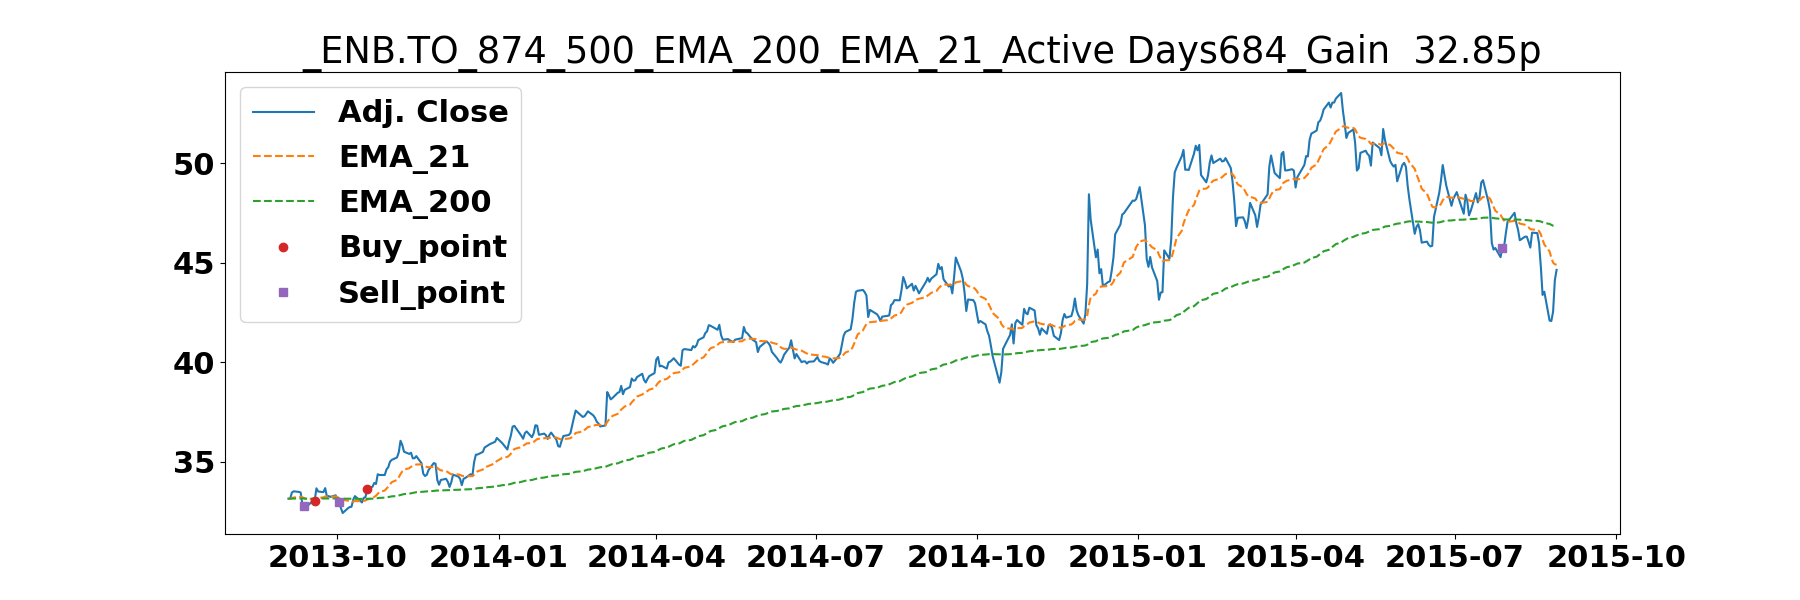 _ENB.TO_874_500_EMA_200_EMA_21_Active Days684_Gain  32.85p
Adj. Close
EMA_21
EMA_200
Buy_point
Sell_point
50
45
40
35
2013-10 2014-01 2014-04 2014-07 2014-10 2015-01 2015-04 2015-07 2015-10